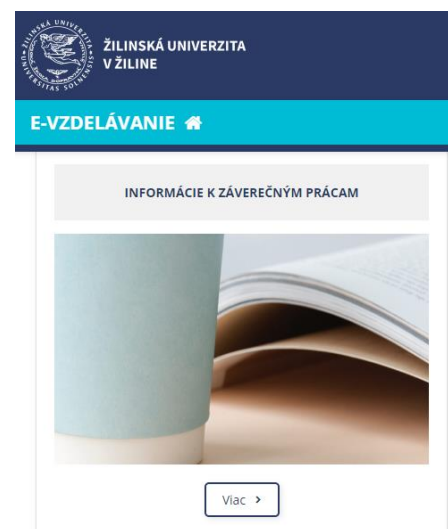 ŽILINSKÁ UNIVERZITA
V ŽILINE
E-VZDELÁVANIE
INFORMÁCIE K ZÁVEREČNÝM PRÁCAM
Viac